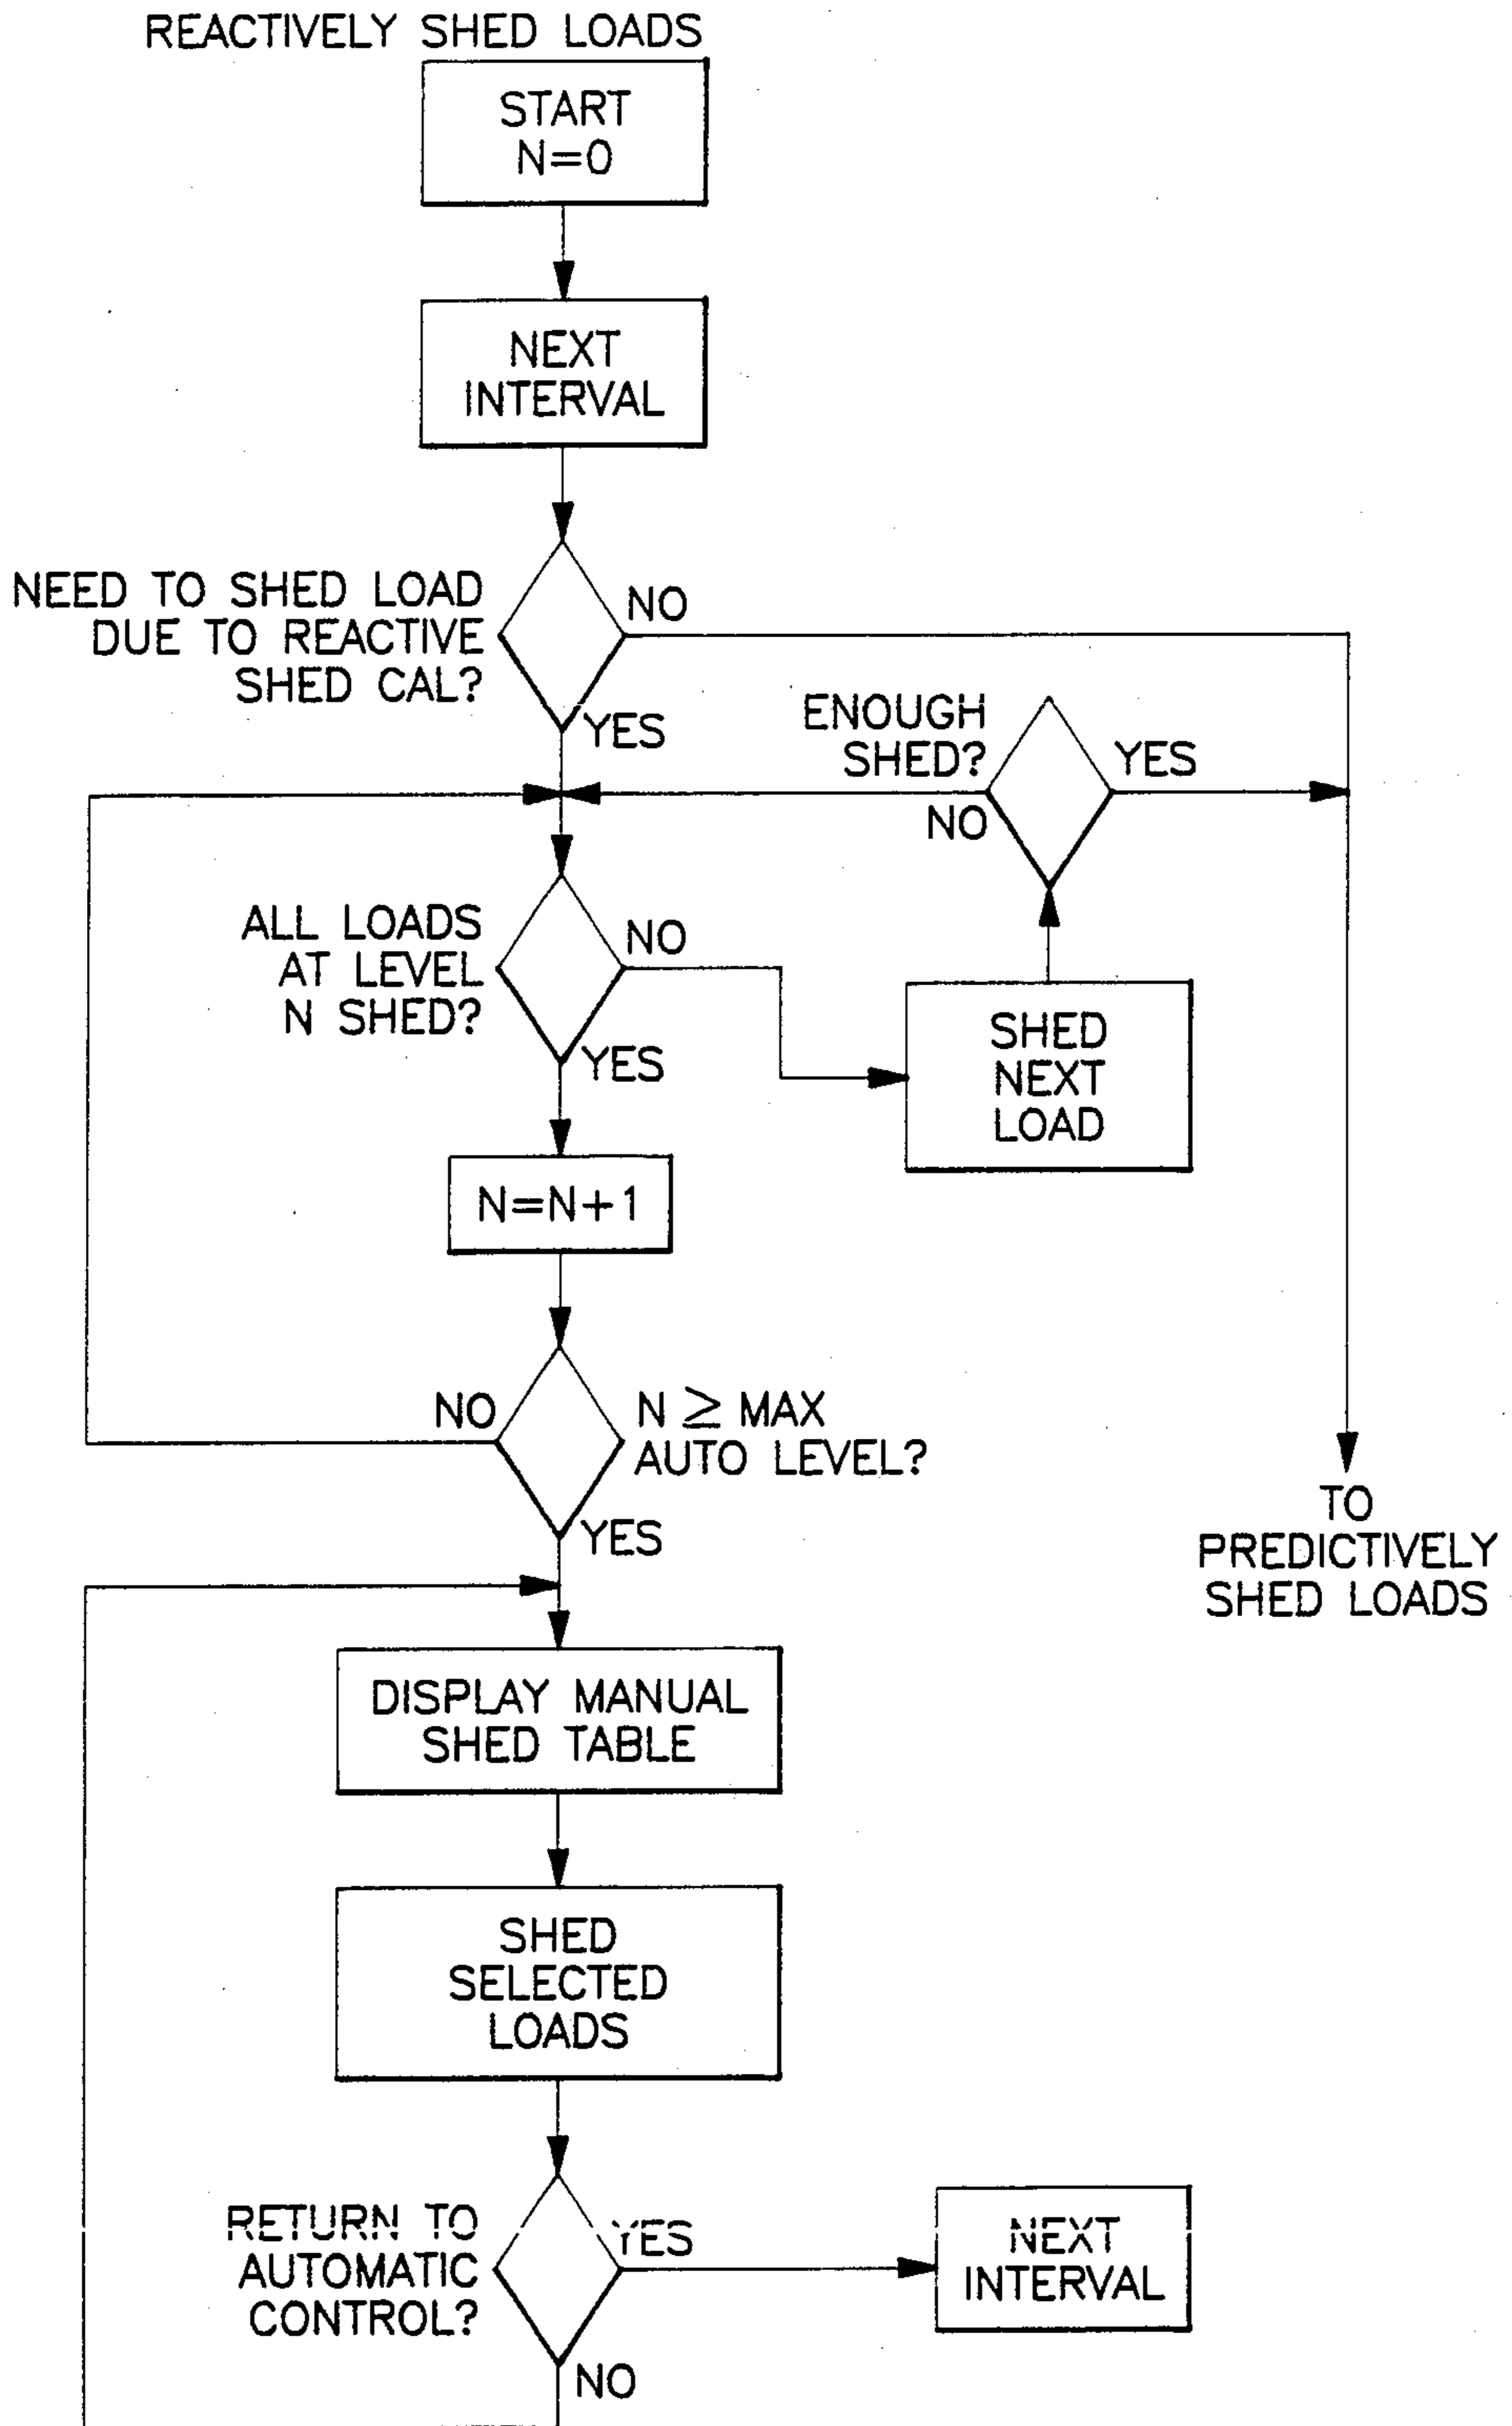 REACTIVELY SHED LOADS
START
N=0
NEXT
INTERVAL
NEED TO SHED LOAD
DUE TO REACTIVE
SHED CAL?
NO
YES
ENOUGH
SHED?
YES
NO
ALL LOADS
AT LEVEL
N SHED?
NO
YES
SHED
NEXT
LOAD
N=N+1
NO
N ≥ MAX
AUTO LEVEL?
YES
TO
PREDICTIVELY
SHED LOADS
DISPLAY MANUAL
SHED TABLE
SHED
SELECTED
LOADS
RETURN TO
AUTOMATIC
CONTROL?
YES
NEXT
INTERVAL
NO